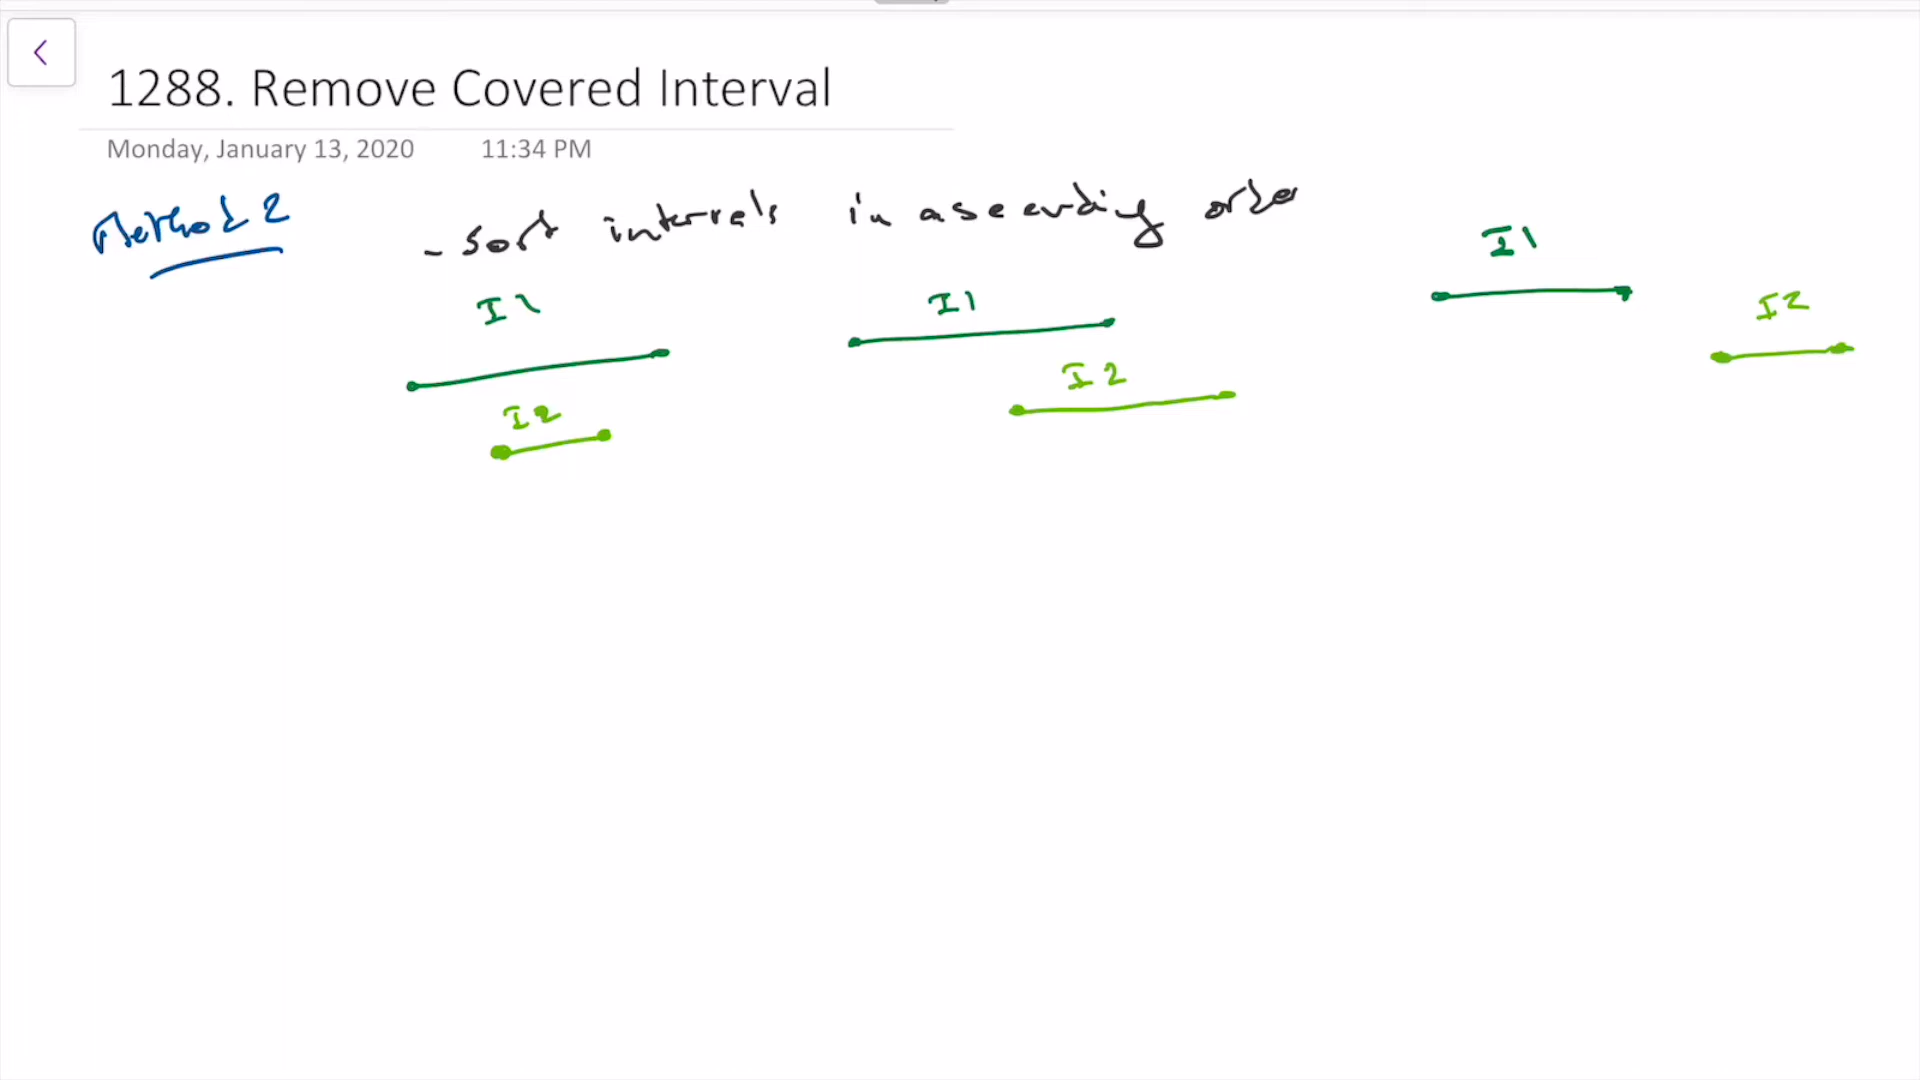 1288. Remove Covered Interval
Monday, January 13, 2020 11:34 PM
Method 2
- sort intervals in ascending order
I1
I2
I1
I2
I1
I2